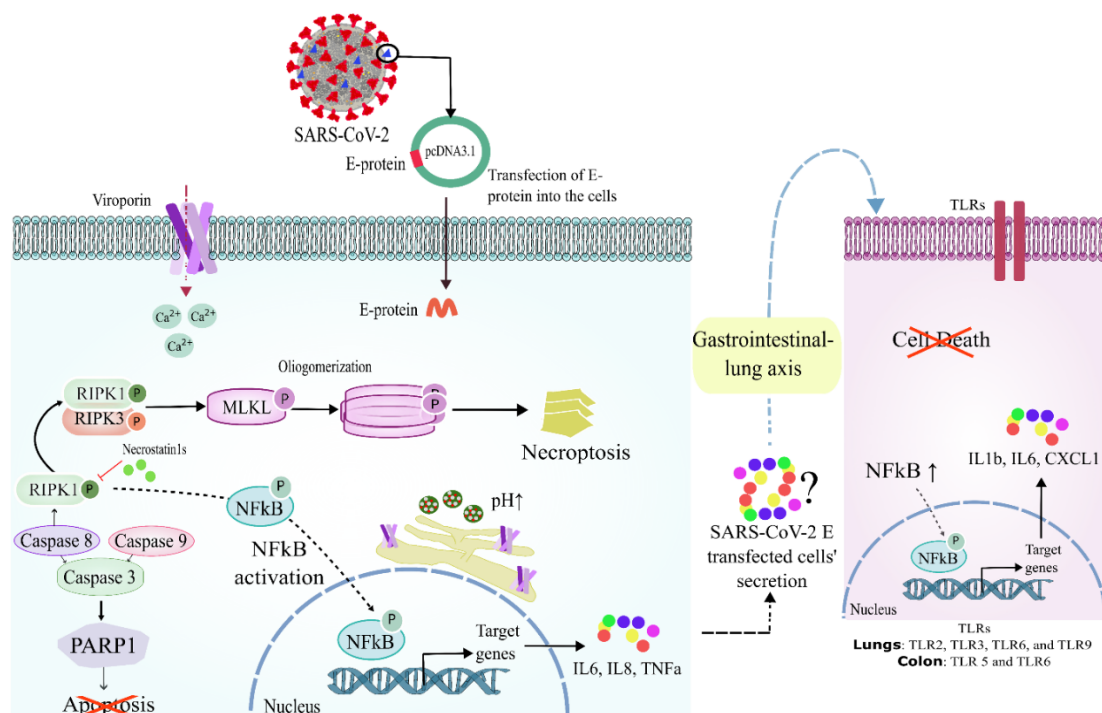 SARS-CoV-2
E-protein
pcDNA3.1
Transfection of E-
protein into the cells
Viroporin
Ca2+
Ca2+
Ca2+
E-protein
Oliogomerization
RIPK1
P
RIPK3
P
MLKL
P
P
P
Necroptosis
Necrostatin1s
RIPK1
P
Caspase 8
Caspase 9
Caspase 3
PARP1
Apoptosis
P
NFkB
NFkB
activation
pH↑
P
NFkB
Target
genes
IL6, IL8, TNFa
Nucleus
Gastrointestinal-
lung axis
?
SARS-CoV-2 E
transfected cells'
secretion
TLRs
Cell Death
IL1b, IL6, CXCL1
NFkB ↑
P
NFkB
Target
genes
Nucleus
TLRs
Lungs: TLR2, TLR3, TLR6, and TLR9
Colon: TLR 5 and TLR6